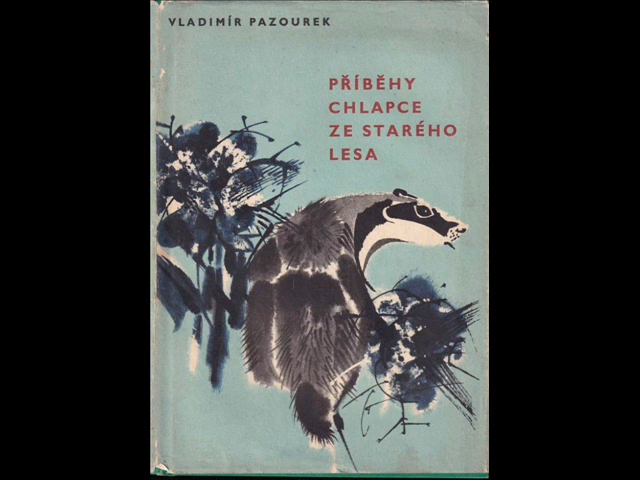 VLADIMÍR PAZOUREK
PŘÍBĚHY
CHLAPCE
ZE STARÉHO
LESA